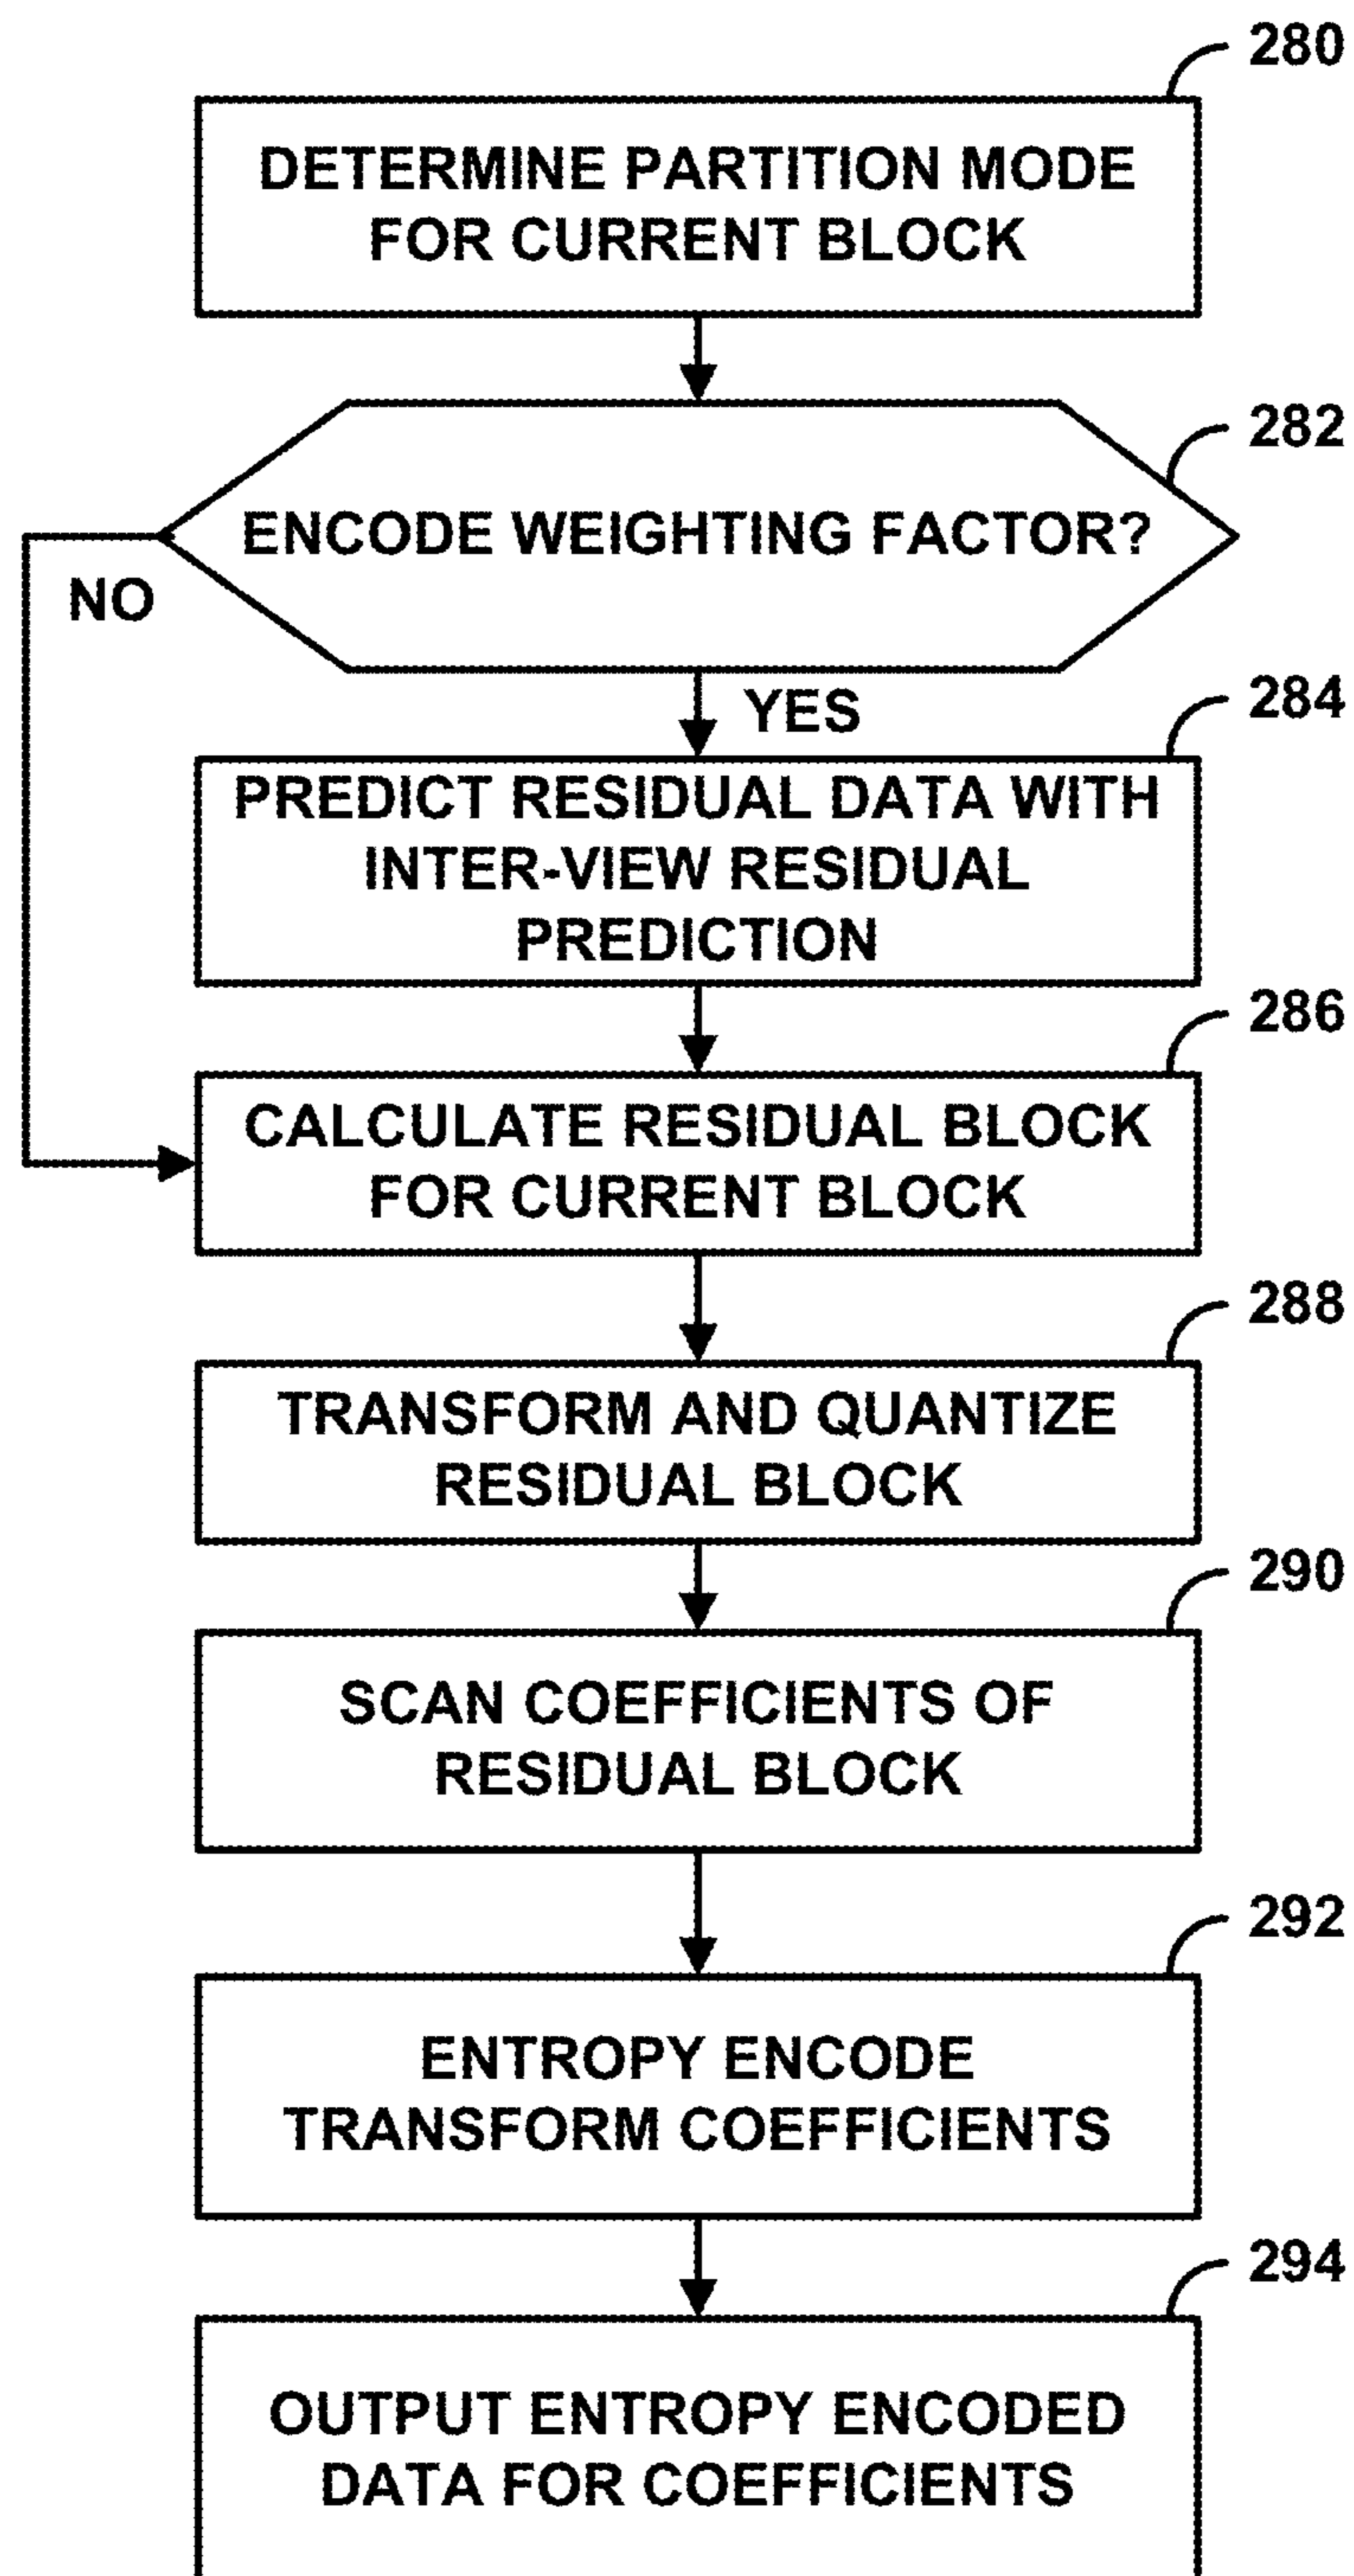 280
DETERMINE PARTITION MODE
FOR CURRENT BLOCK
282
ENCODE WEIGHTING FACTOR?
NO
YES
284
PREDICT RESIDUAL DATA WITH
INTER-VIEW RESIDUAL
PREDICTION
286
CALCULATE RESIDUAL BLOCK
FOR CURRENT BLOCK
288
TRANSFORM AND QUANTIZE
RESIDUAL BLOCK
290
SCAN COEFFICIENTS OF
RESIDUAL BLOCK
292
ENTROPY ENCODE
TRANSFORM COEFFICIENTS
294
OUTPUT ENTROPY ENCODED
DATA FOR COEFFICIENTS